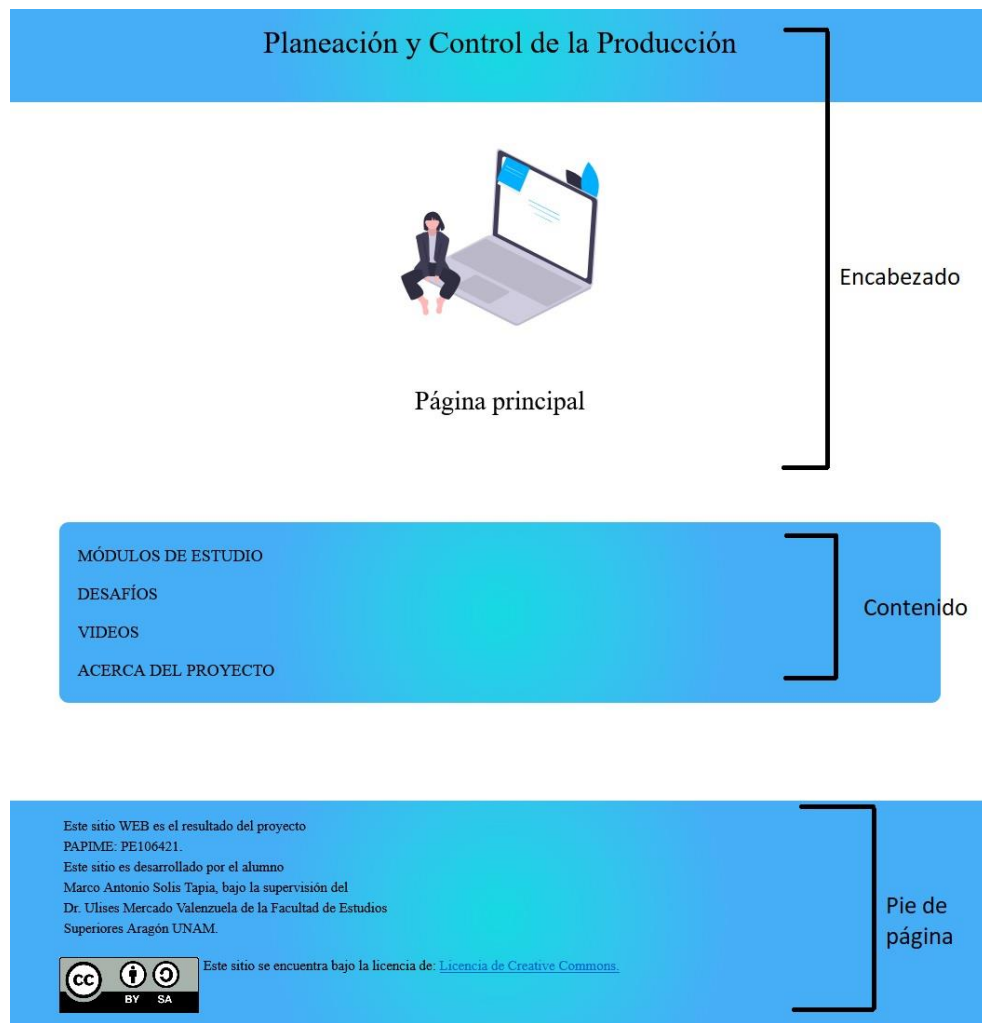 Planeación y Control de la Producción
Encabezado
Página principal
MÓDULOS DE ESTUDIO
DESAFÍOS
VIDEOS
ACERCA DEL PROYECTO
Contenido
Este sitio WEB es el resultado del proyecto
PAPIME: PE106421.
Este sitio es desarrollado por el alumno
Marco Antonio Solis Tapia, bajo la supervisión del
Dr. Ulises Mercado Valenzuela de la Facultad de Estudios
Superiores Aragón UNAM.
Pie de
página
Este sitio se encuentra bajo la licencia de: Licencia de Creative Commons.
cc
BY SA